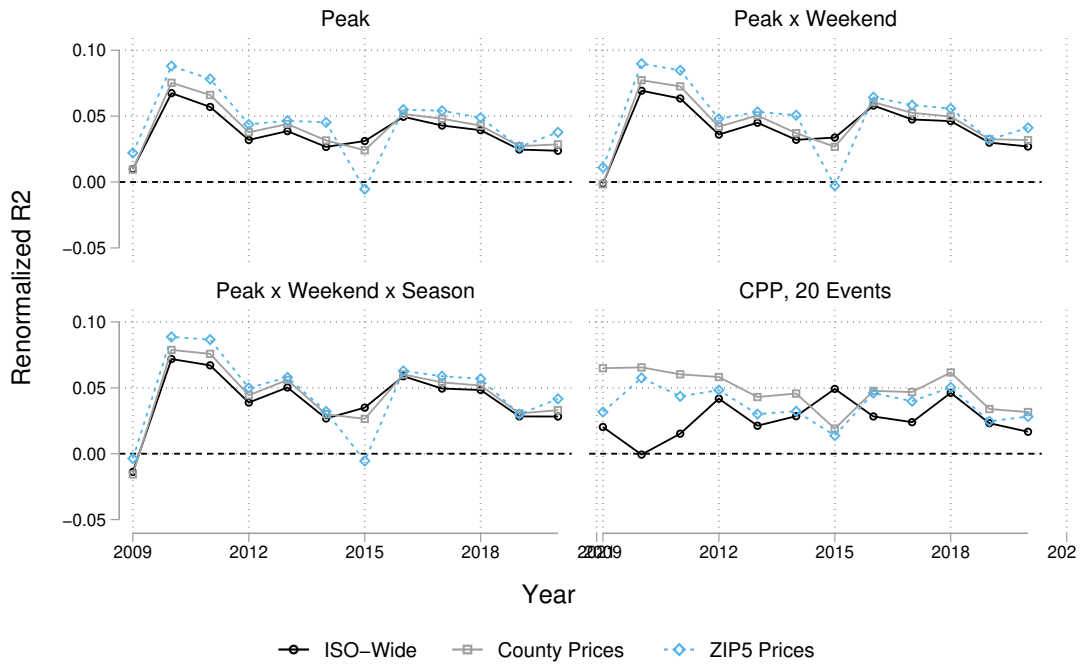 Peak
Peak x Weekend
Renormalized R2
0.10
0.05
0.00
−0.05
Peak x Weekend x Season
CPP, 20 Events
0.10
0.05
0.00
−0.05
2009
2012
2015
2018
2009
2012
2015
2018
202
Year
ISO−Wide
County Prices
ZIP5 Prices